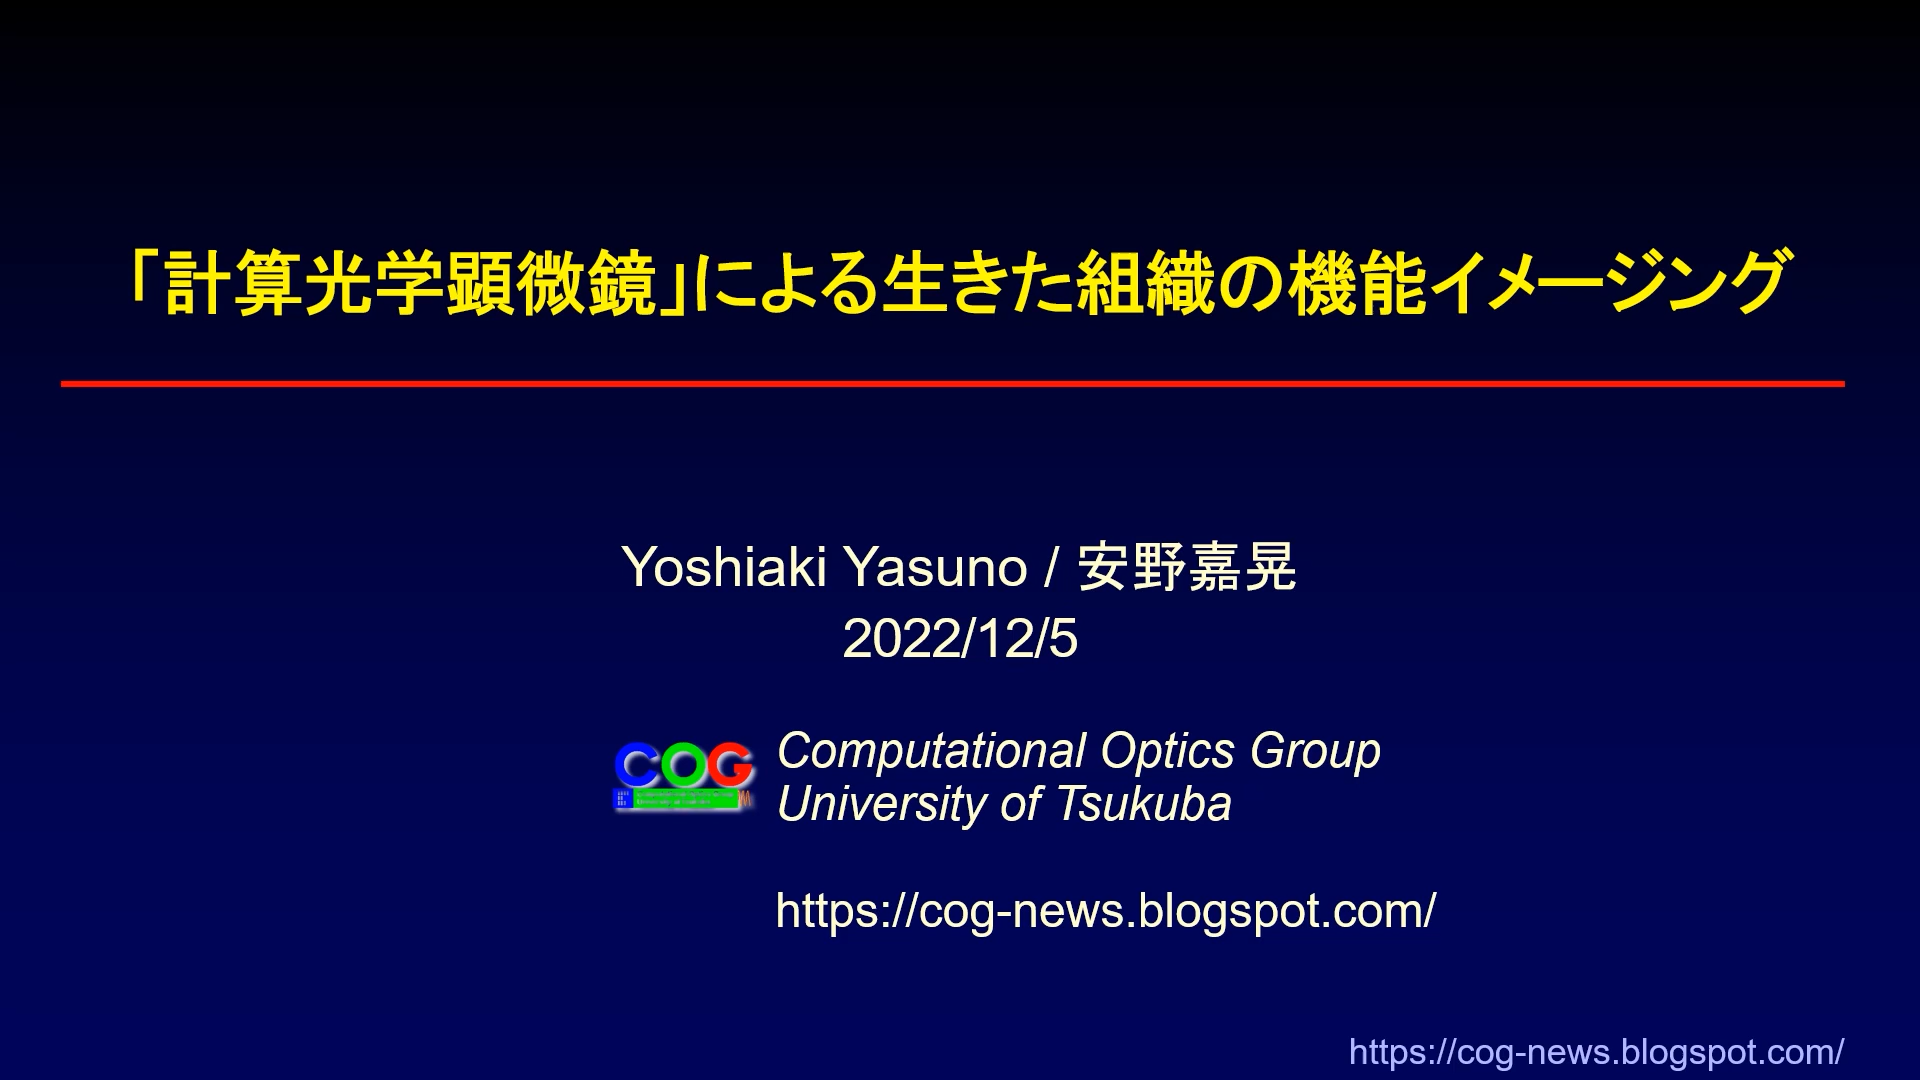 「計算光学顕微鏡」による生きた組織の機能イメージング
Yoshiaki Yasuno / 安野嘉晃
2022/12/5
COG
Computational Optics Group
University of Tsukuba
https://cog-news.blogspot.com/
https://cog-news.blogspot.com/